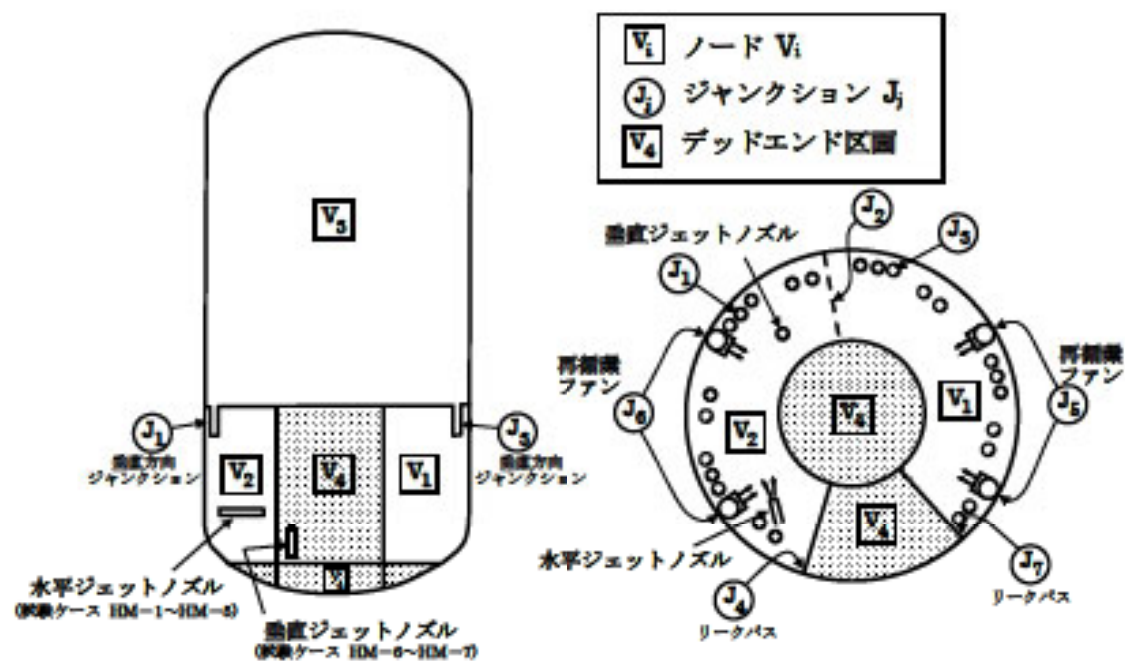 Vi ノード Vi
Jj ジャンクション Jj
V4 デッドエンド区画
V3
J1
垂直方向
ジャンクション
V2
V4
V1
J3
垂直方向
ジャンクション
水平ジェットノズル
(試験ケース HM-1~HM-5)
垂直ジェットノズル
(試験ケース HM-6~HM-7)
垂直ジェットノズル
J2
J3
J1
再循環
ファン
J6
再循環
ファン
J5
V1
V2
V4
水平ジェットノズル
J4
リークパス
J7
リークパス